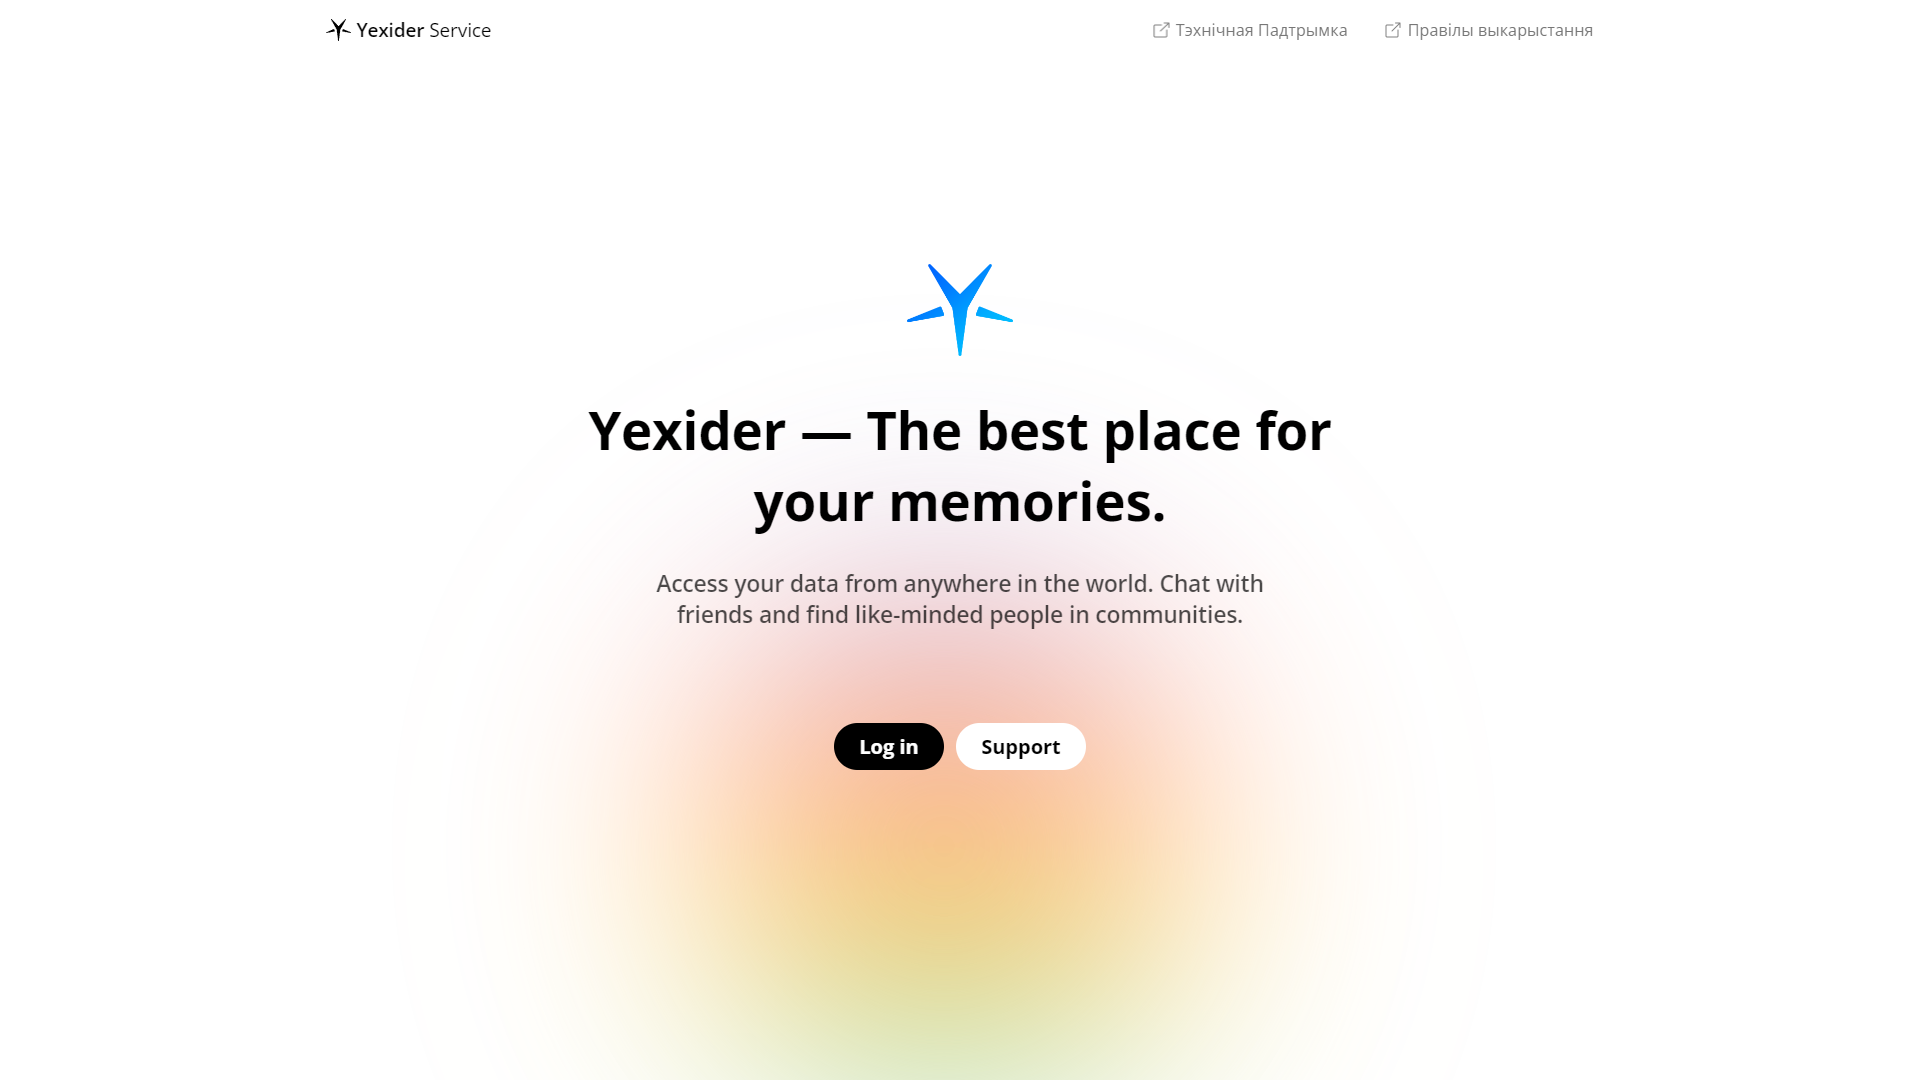 Yexider Service
Тэхнічная Падтрымка
Правілы выкарыстання
Yexider — The best place for
your memories.
Access your data from anywhere in the world. Chat with
friends and find like-minded people in communities.
Log in
Support